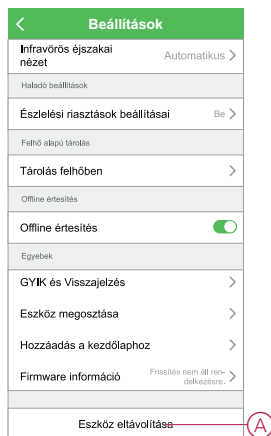 Beállítások
Infravörös éjszakai
nézet
Automatikus
Haladó beállítások
Észlelési riasztások beállításai
Be
Felhő alapú tárolás
Tárolás felhőben
Offline értesítés
Offline értesítés
Egyebek
GYIK és Visszajelzés
Eszköz megosztása
Hozzáadás a kezdőlaphoz
Firmware információ
Frissítés nem áll ren-
delkezésre.
Eszköz eltávolítása
A